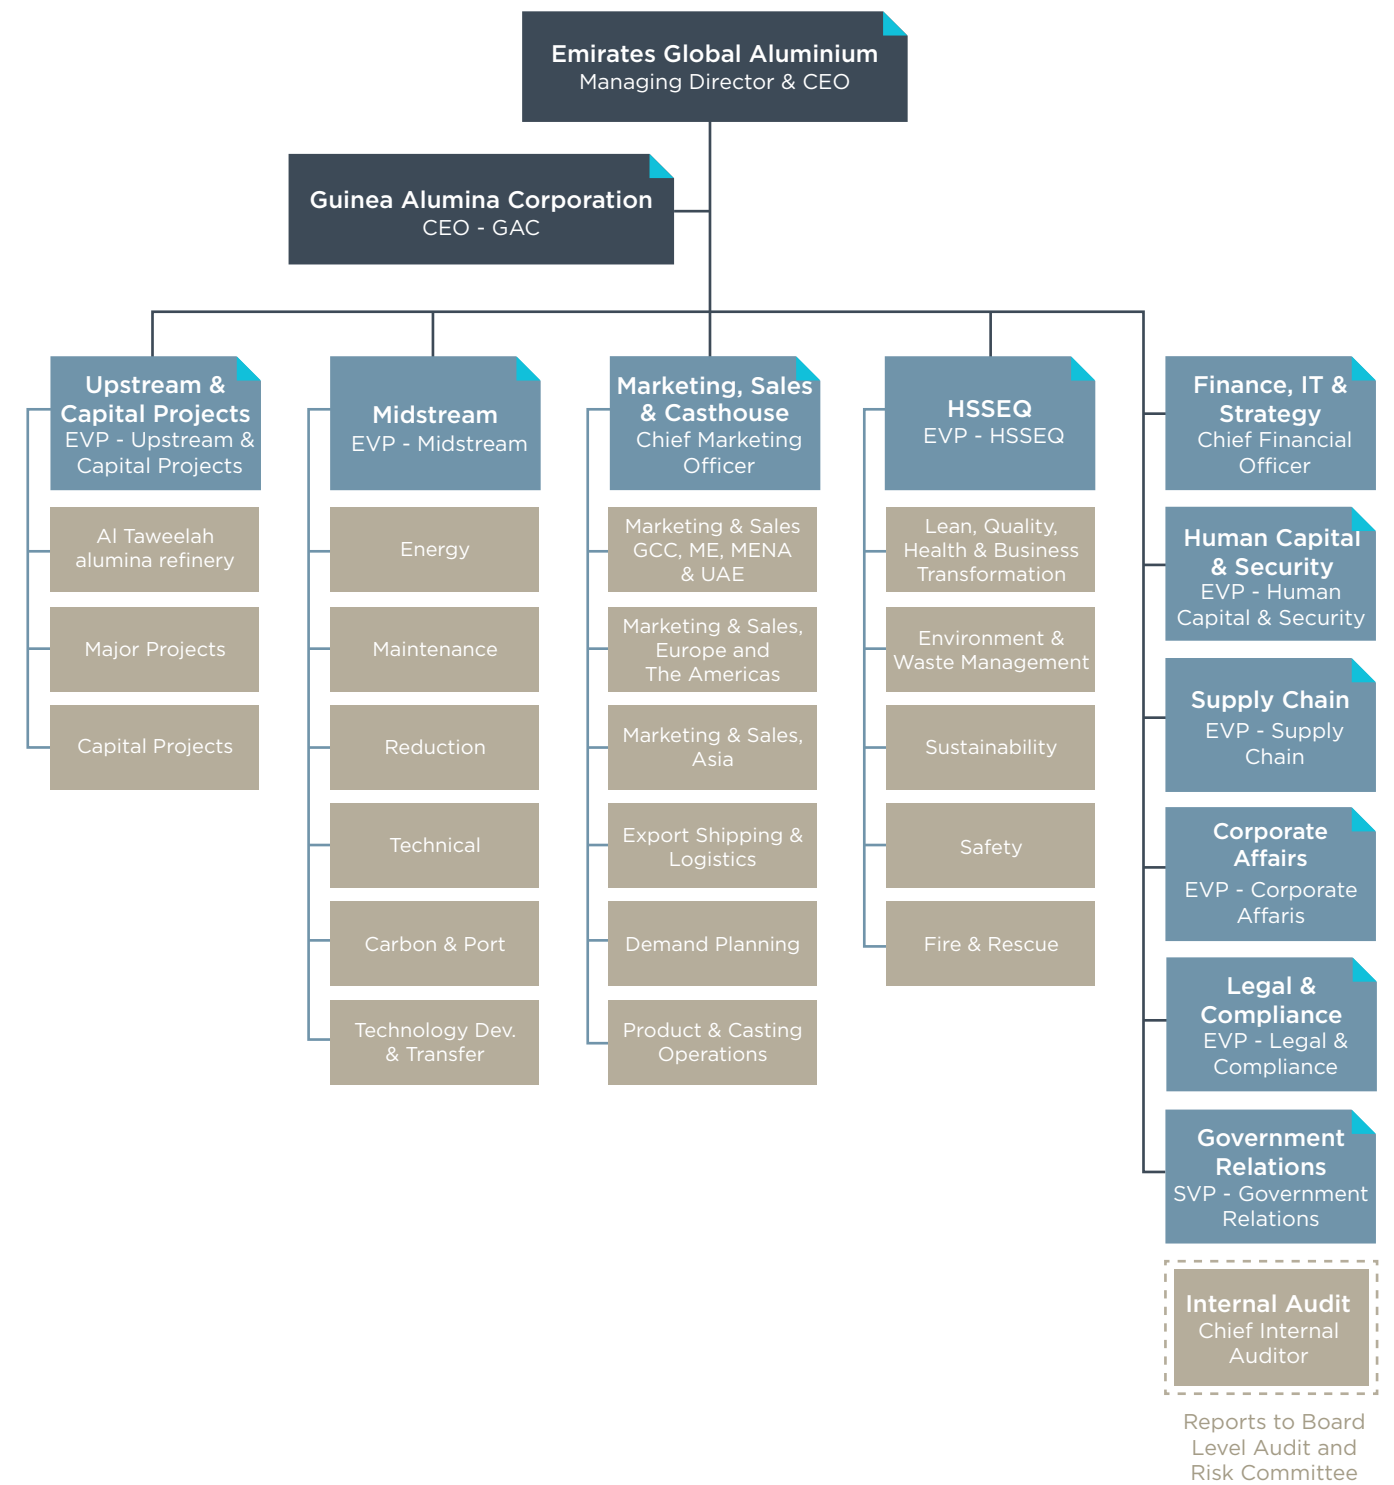 Emirates Global Aluminium
Managing Director & CEO
Guinea Alumina Corporation
CEO - GAC
Upstream &
Capital Projects
EVP - Upstream &
Capital Projects
Al Taweelah
alumina refinery
Major Projects
Capital Projects
Midstream
EVP - Midstream
Energy
Maintenance
Reduction
Technical
Carbon & Port
Technology Dev.
& Transfer
Marketing, Sales
& Casthouse
Chief Marketing
Officer
Marketing & Sales
GCC, ME, MENA
& UAE
Marketing & Sales,
Europe and
The Americas
Marketing & Sales,
Asia
Export Shipping &
Logistics
Demand Planning
Product & Casting
Operations
HSSEQ
EVP - HSSEQ
Lean, Quality,
Health & Business
Transformation
Environment &
Waste Management
Sustainability
Safety
Fire & Rescue
Finance, IT &
Strategy
Chief Financial
Officer
Human Capital
& Security
EVP - Human
Capital & Security
Supply Chain
EVP - Supply
Chain
Corporate
Affairs
EVP - Corporate
Affaris
Legal &
Compliance
EVP - Legal &
Compliance
Government
Relations
SVP - Government
Relations
Internal Audit
Chief Internal
Auditor
Reports to Board
Level Audit and
Risk Committee